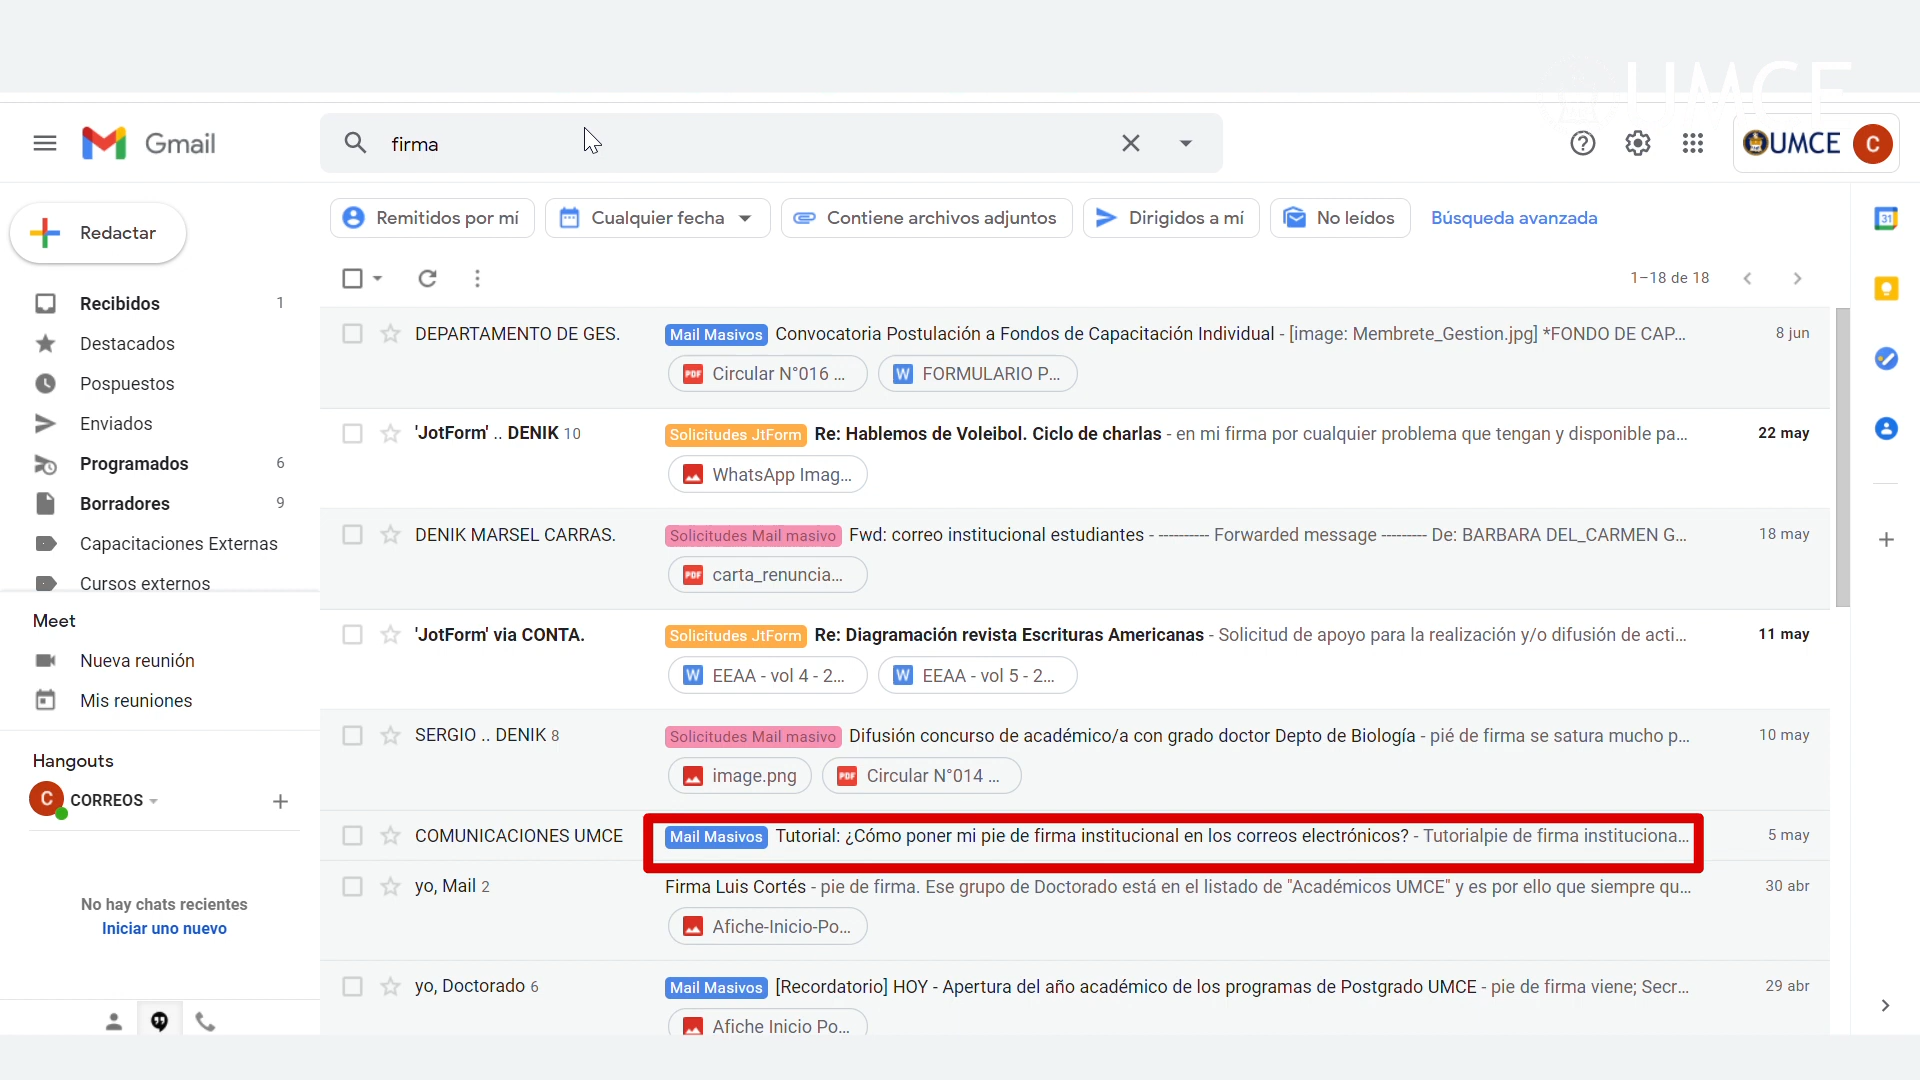 UMCE
Gmail
firma
UMCE C
Remitidos por mí
Cualquier fecha
Contiene archivos adjuntos
Dirigidos a mí
No leídos
Búsqueda avanzada
Redactar
1–18 de 18
Recibidos 1
Destacados
Pospuestos
Enviados
Programados 6
Borradores 9
Capacitaciones Externas
Cursos externos
Meet
Nueva reunión
Mis reuniones
Hangouts
C CORREOS
No hay chats recientes
Iniciar uno nuevo
DEPARTAMENTO DE GES. Mail Masivos Convocatoria Postulación a Fondos de Capacitación Individual - [image: Membrete_Gestion.jpg] *FONDO DE CAP... 8 jun
PDF Circular N°016 ... W FORMULARIO P...
'JotForm' .. DENIK 10 Solicitudes JtForm Re: Hablemos de Voleibol. Ciclo de charlas - en mi firma por cualquier problema que tengan y disponible pa... 22 may
WhatsApp Imag...
DENIK MARSEL CARRAS. Solicitudes Mail masivo Fwd: correo institucional estudiantes - ---------- Forwarded message --------- De: BARBARA DEL_CARMEN G... 18 may
PDF carta_renuncia...
'JotForm' via CONTA. Solicitudes JtForm Re: Diagramación revista Escrituras Americanas - Solicitud de apoyo para la realización y/o difusión de acti... 11 may
W EEAA - vol 4 - 2... W EEAA - vol 5 - 2...
SERGIO .. DENIK 8 Solicitudes Mail masivo Difusión concurso de académico/a con grado doctor Depto de Biología - pié de firma se satura mucho p... 10 may
image.png PDF Circular N°014 ...
COMUNICACIONES UMCE Mail Masivos Tutorial: ¿Cómo poner mi pie de firma institucional en los correos electrónicos? - Tutorialpie de firma instituciona... 5 may
yo, Mail 2 Firma Luis Cortés - pie de firma. Ese grupo de Doctorado está en el listado de "Académicos UMCE" y es por ello que siempre qu... 30 abr
Afiche-Inicio-Po...
yo, Doctorado 6 Mail Masivos [Recordatorio] HOY - Apertura del año académico de los programas de Postgrado UMCE - pie de firma viene; Secr... 29 abr
Afiche Inicio Po...
31